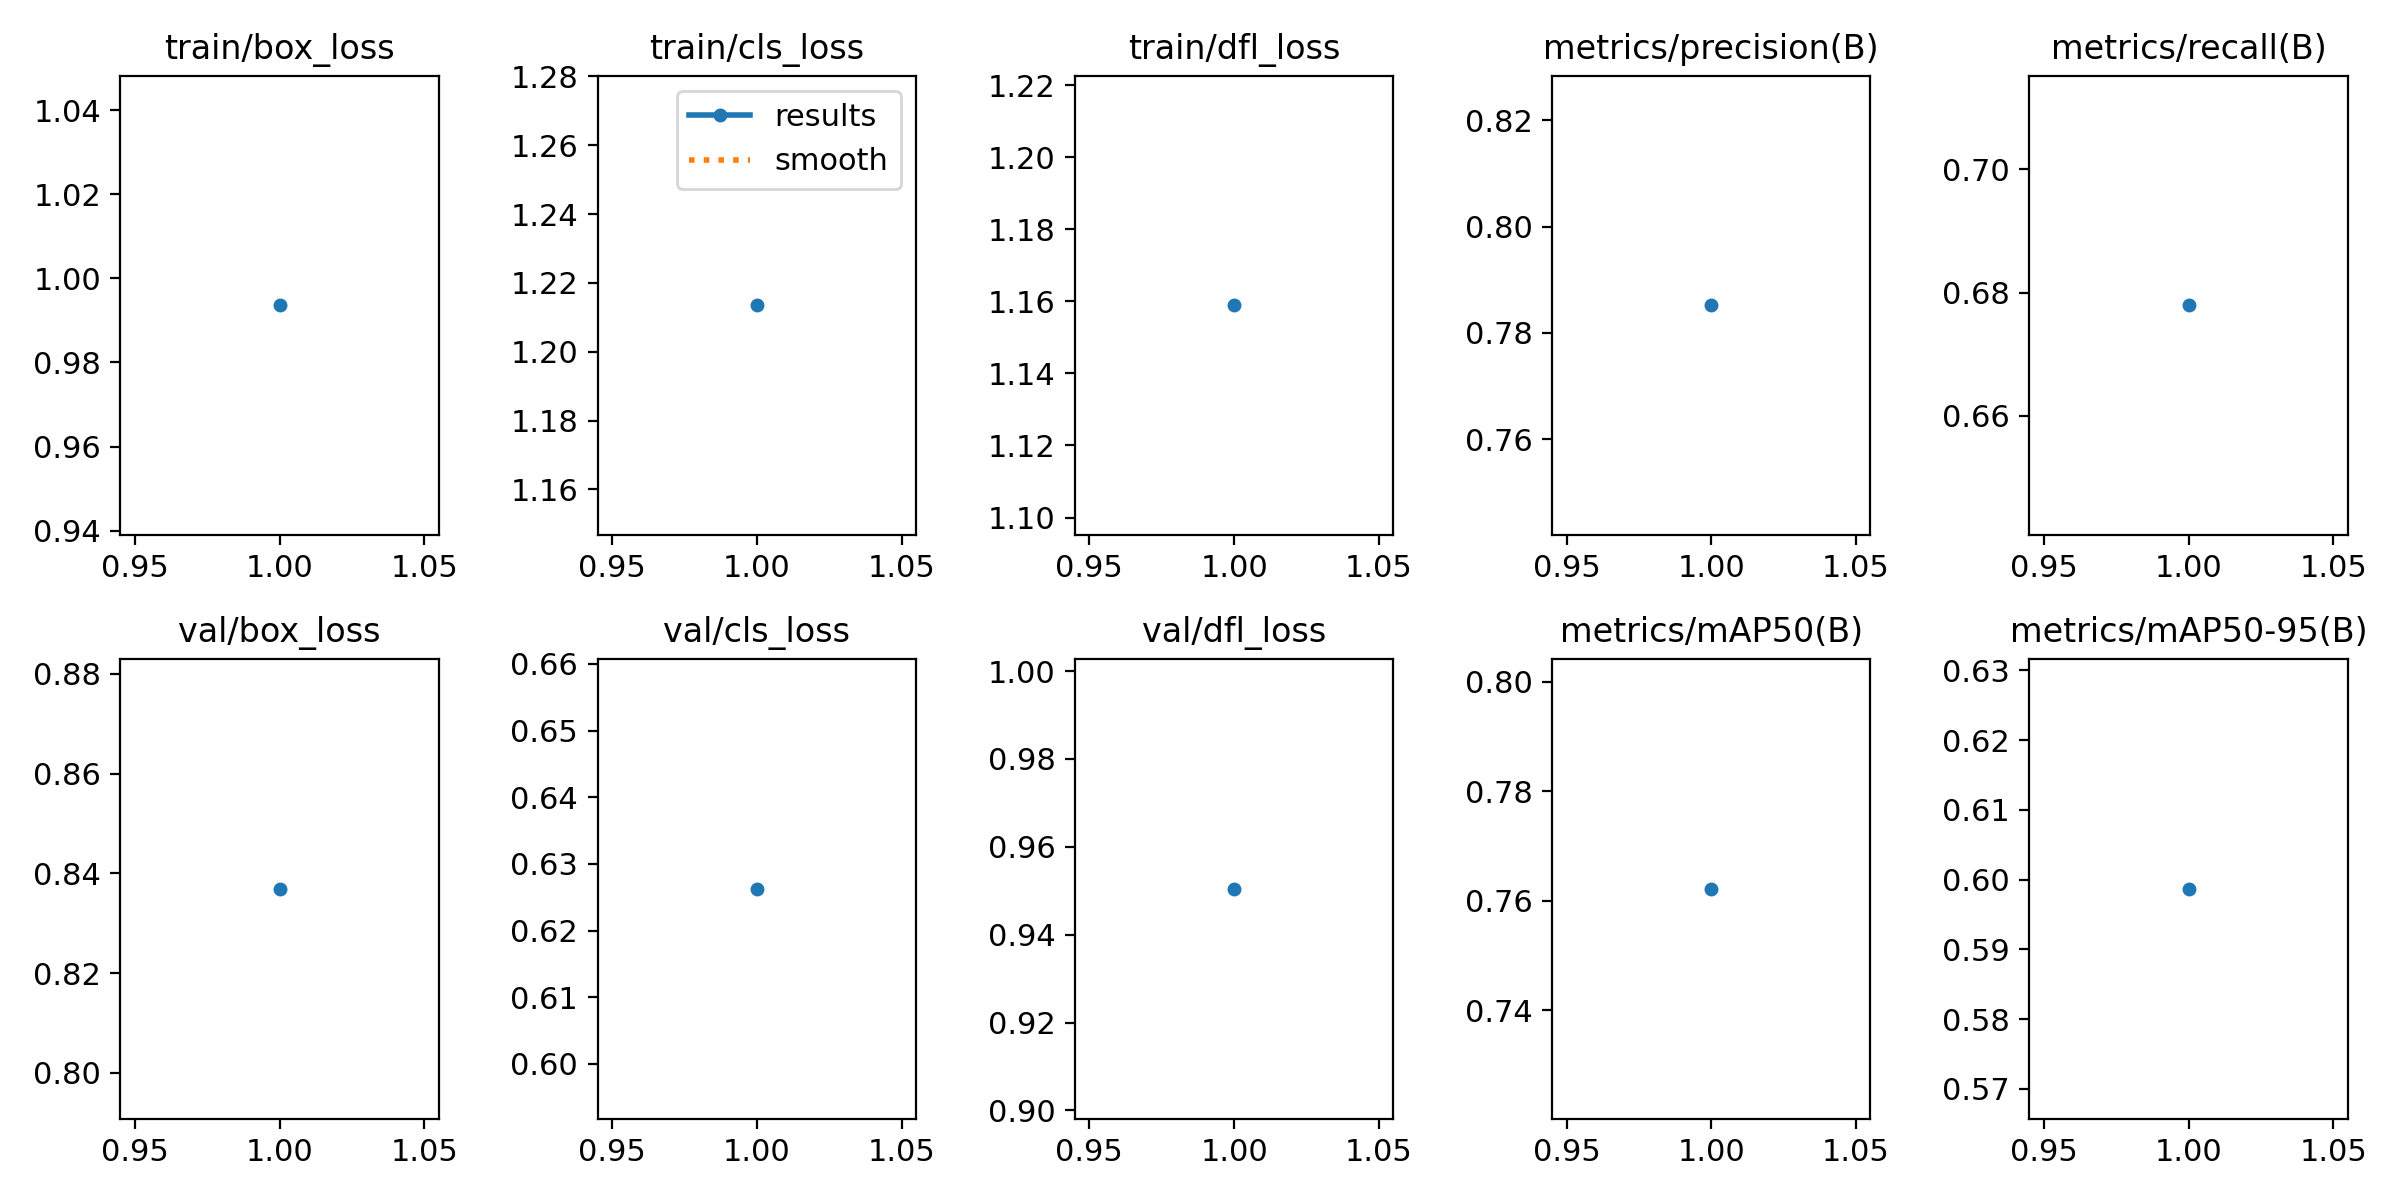 train/box_loss
train/cls_loss
train/dfl_loss
metrics/precision(B)
metrics/recall(B)
1.04
1.02
1.00
0.98
0.96
0.94
0.95 1.00 1.05
1.28
1.26
1.24
1.22
1.20
1.18
1.16
results
smooth
0.95 1.00 1.05
1.22
1.20
1.18
1.16
1.14
1.12
1.10
0.95 1.00 1.05
0.82
0.80
0.78
0.76
0.95 1.00 1.05
0.70
0.68
0.66
0.95 1.00 1.05
val/box_loss
val/cls_loss
val/dfl_loss
metrics/mAP50(B)
metrics/mAP50-95(B)
0.88
0.86
0.84
0.82
0.80
0.95 1.00 1.05
0.66
0.65
0.64
0.63
0.62
0.61
0.60
0.95 1.00 1.05
1.00
0.98
0.96
0.94
0.92
0.90
0.95 1.00 1.05
0.80
0.78
0.76
0.74
0.95 1.00 1.05
0.63
0.62
0.61
0.60
0.59
0.58
0.57
0.95 1.00 1.05